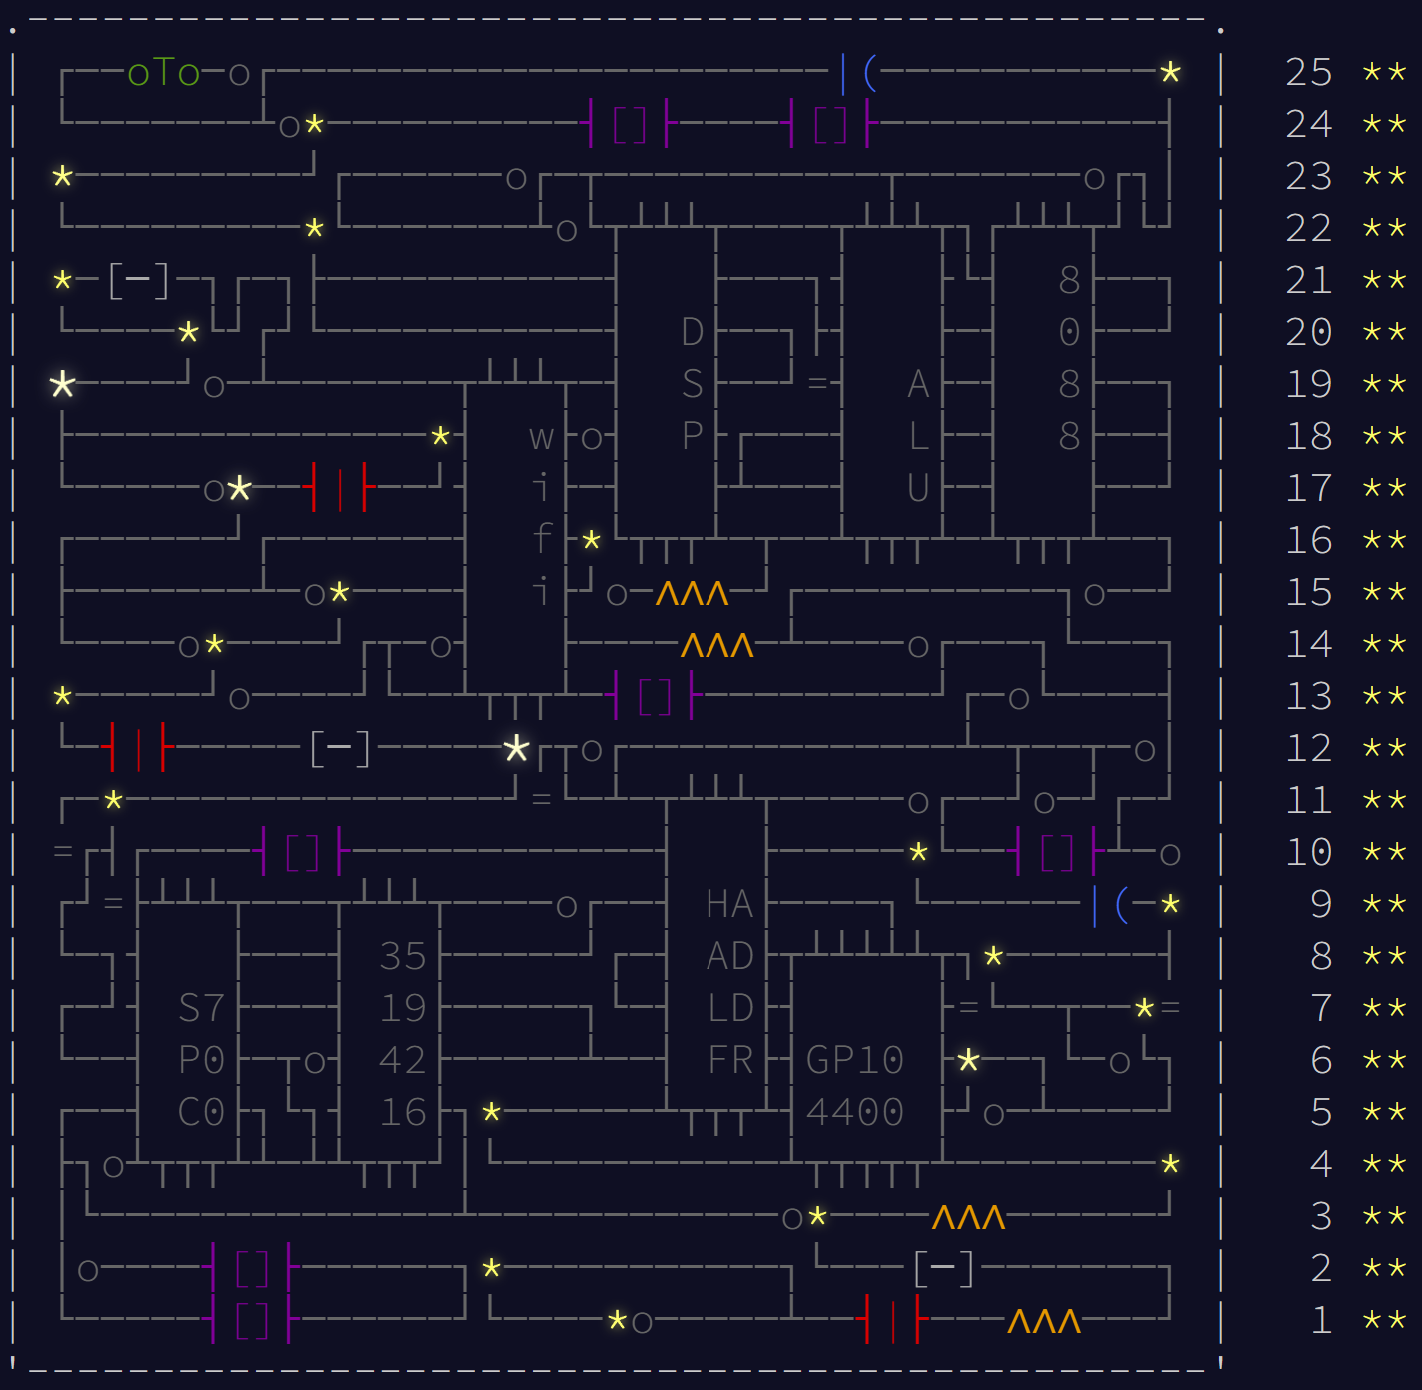 oTo 25 **
24 **
23 **
22 **
8 21 **
D 0 20 **
S A 8 19 **
w P L 8 18 **
i U 17 **
f 16 **
i 15 **
14 **
13 **
12 **
11 **
10 **
HA 9 **
35 AD 8 **
S7 19 LD 7 **
P0 42 FR GP10 6 **
C0 16 4400 5 **
4 **
3 **
2 **
1 **